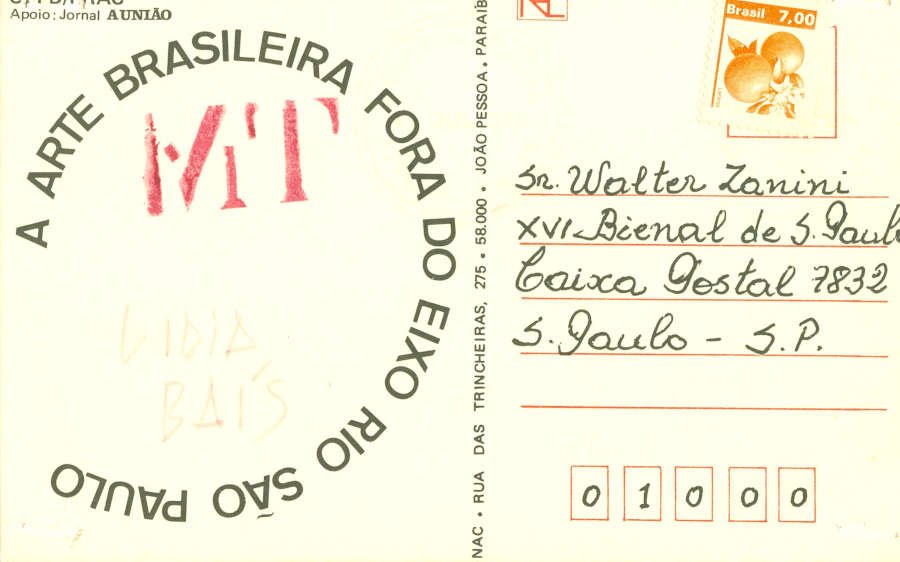 Apoio: Jornal A UNIÃO
A ARTE BRASILEIRA FORA DO EIXO RIO SÃO PAULO
MT
LIDIA
BAÍS
NAC • RUA DAS TRINCHEIRAS, 275 • 58.000 • JOÃO PESSOA • PARAIB
Brasil 7,00
Sr. Walter Zanini
XVI Bienal de S. Paulo
Caixa Postal 7832
S. Paulo - S.P.
0 1 0 0 0